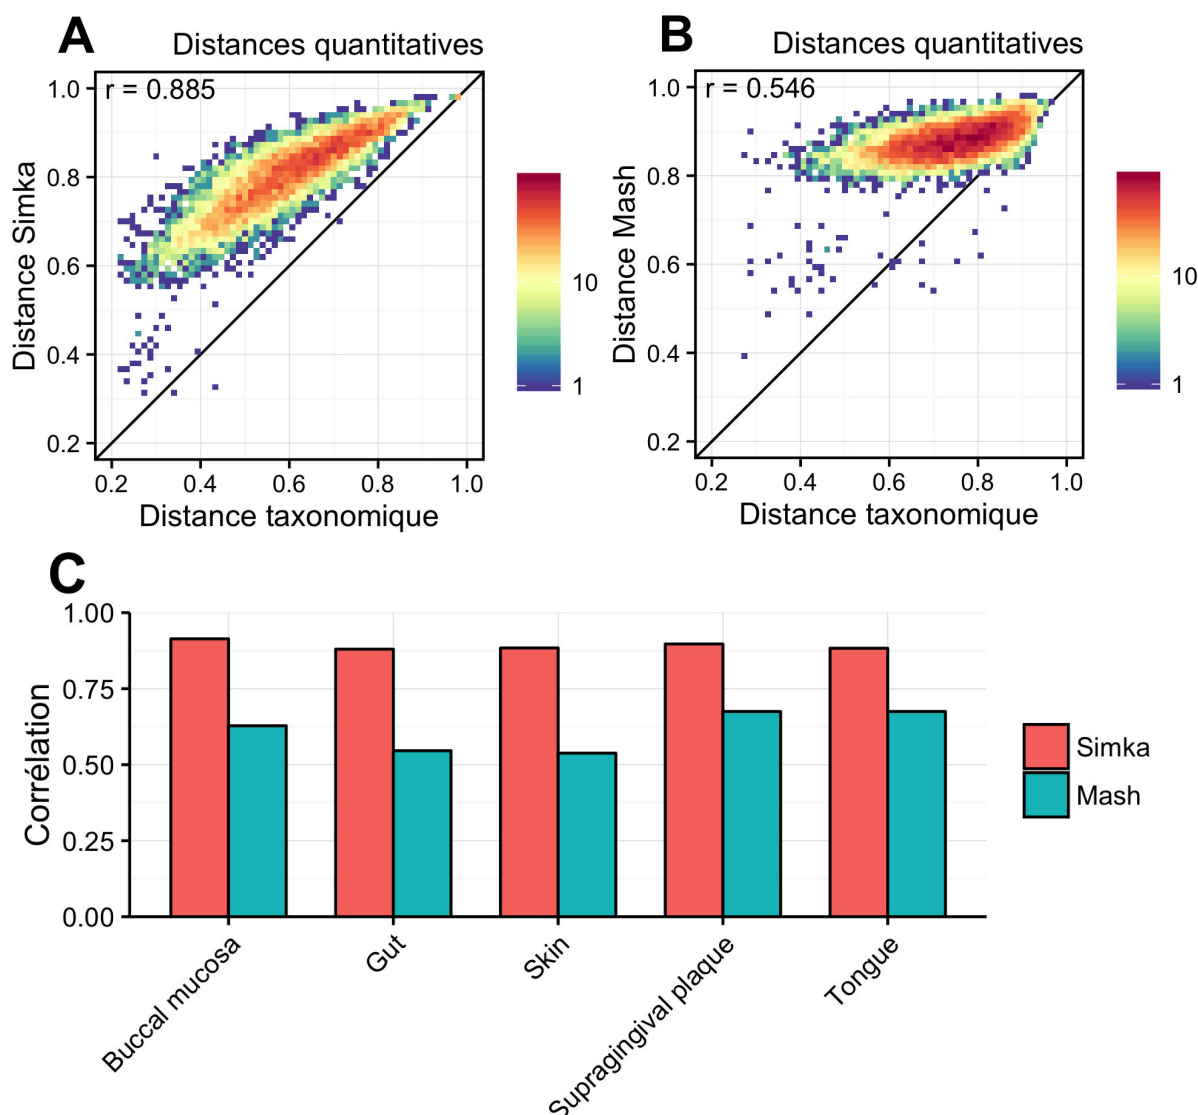 A
Distances quantitatives
r = 0.885
1.0
0.8
0.6
0.4
0.2
Distance Simka
0.2 0.4 0.6 0.8 1.0
Distance taxonomique
10
1
B
Distances quantitatives
r = 0.546
1.0
0.8
0.6
0.4
0.2
Distance Mash
0.2 0.4 0.6 0.8 1.0
Distance taxonomique
10
1
C
1.00
0.75
0.50
0.25
0.00
Corrélation
Buccal mucosa
Gut
Skin
Supragingival plaque
Tongue
Simka
Mash